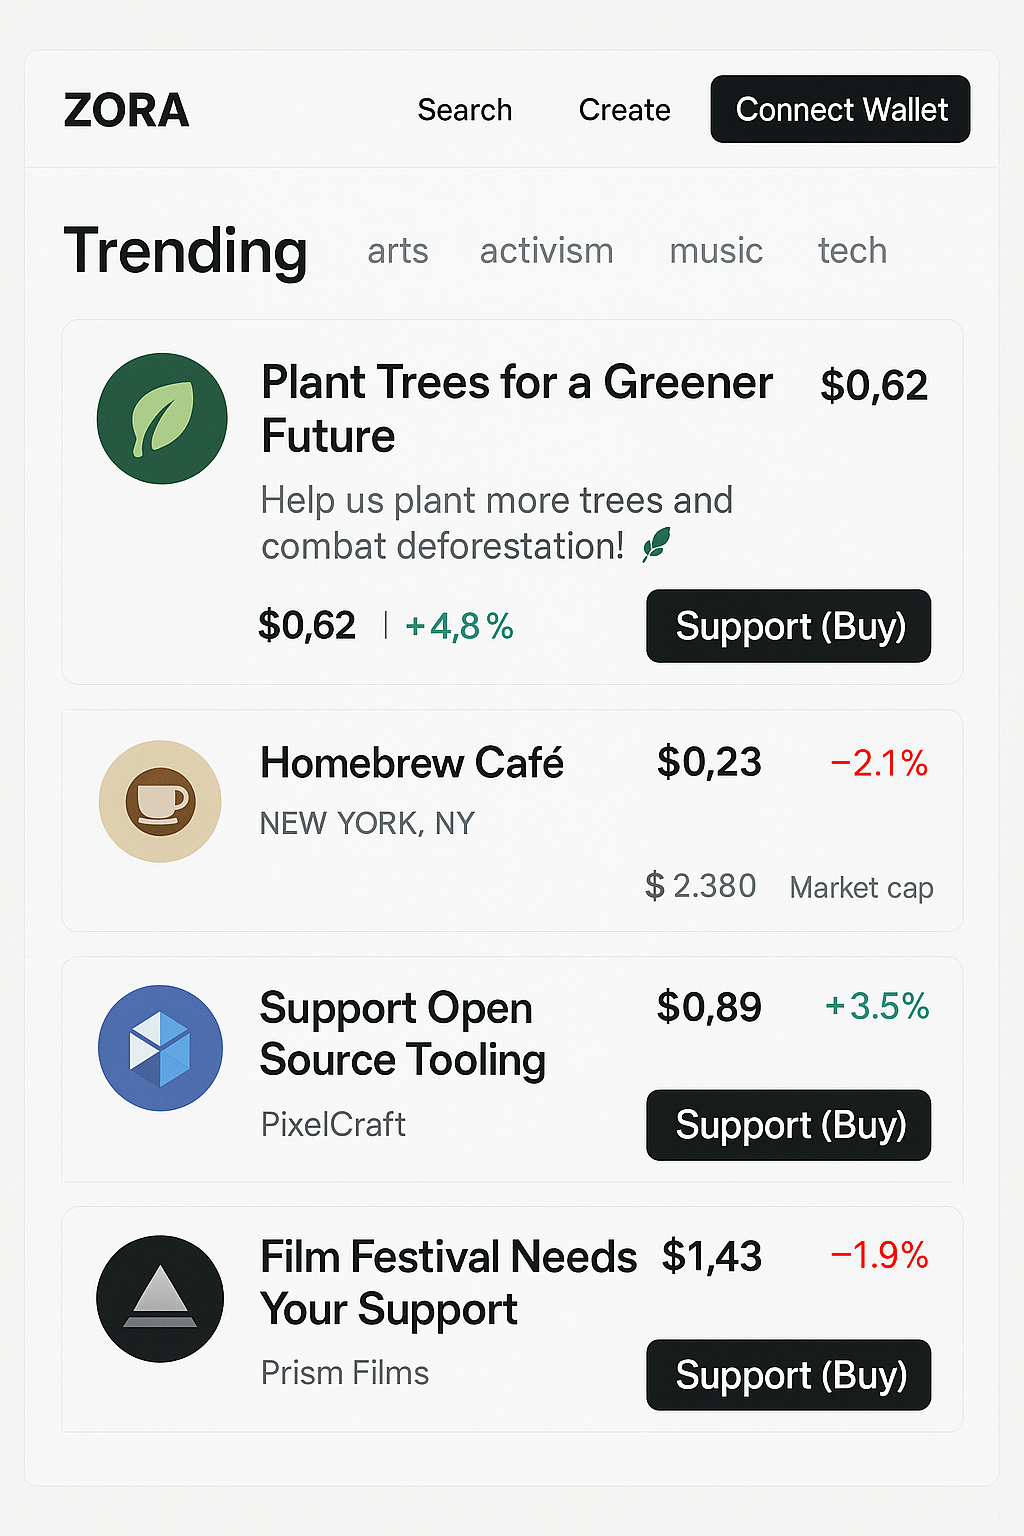 ZORA Search Create Connect Wallet
Trending arts activism music tech
Plant Trees for a Greener $0,62
Future
Help us plant more trees and
combat deforestation!
$0,62 | +4,8 % Support (Buy)
Homebrew Café $0,23 −2.1%
NEW YORK, NY
$ 2.380 Market cap
Support Open $0,89 +3.5%
Source Tooling
PixelCraft Support (Buy)
Film Festival Needs $1,43 −1.9%
Your Support
Prism Films Support (Buy)